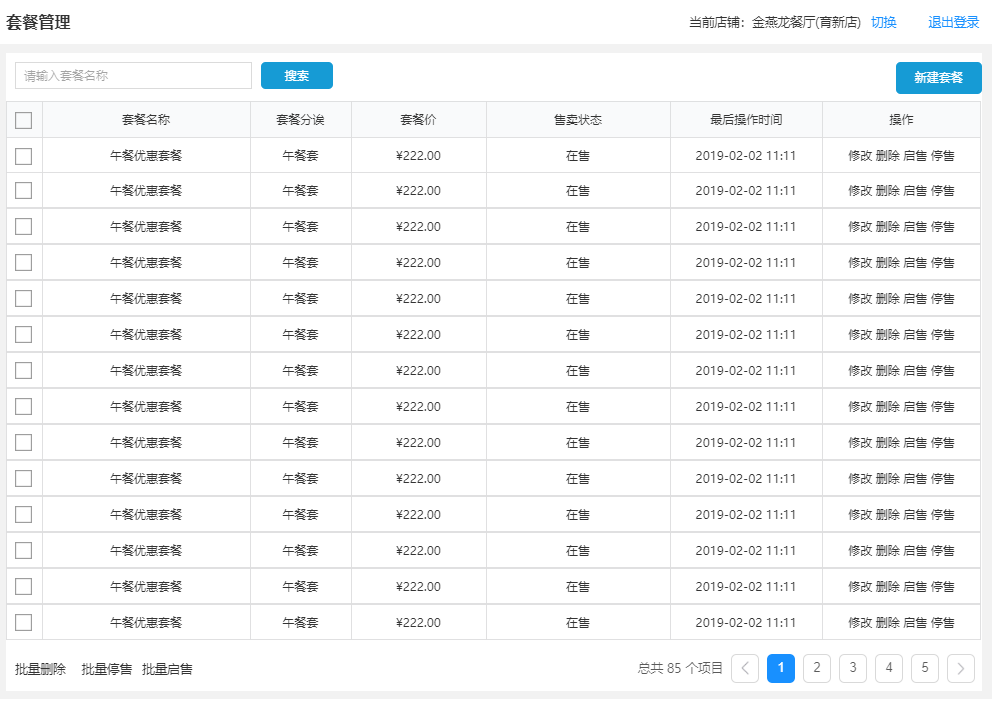 套餐管理 当前店铺: 金燕龙餐厅(育新店) 切换 退出登录
请输入套餐名称 搜索 新建套餐
套餐名称 套餐分诶 套餐价 售卖状态 最后操作时间 操作
午餐优惠套餐 午餐套 ¥222.00 在售 2019-02-02 11:11 修改 删除 启售 停售
午餐优惠套餐 午餐套 ¥222.00 在售 2019-02-02 11:11 修改 删除 启售 停售
午餐优惠套餐 午餐套 ¥222.00 在售 2019-02-02 11:11 修改 删除 启售 停售
午餐优惠套餐 午餐套 ¥222.00 在售 2019-02-02 11:11 修改 删除 启售 停售
午餐优惠套餐 午餐套 ¥222.00 在售 2019-02-02 11:11 修改 删除 启售 停售
午餐优惠套餐 午餐套 ¥222.00 在售 2019-02-02 11:11 修改 删除 启售 停售
午餐优惠套餐 午餐套 ¥222.00 在售 2019-02-02 11:11 修改 删除 启售 停售
午餐优惠套餐 午餐套 ¥222.00 在售 2019-02-02 11:11 修改 删除 启售 停售
午餐优惠套餐 午餐套 ¥222.00 在售 2019-02-02 11:11 修改 删除 启售 停售
午餐优惠套餐 午餐套 ¥222.00 在售 2019-02-02 11:11 修改 删除 启售 停售
午餐优惠套餐 午餐套 ¥222.00 在售 2019-02-02 11:11 修改 删除 启售 停售
午餐优惠套餐 午餐套 ¥222.00 在售 2019-02-02 11:11 修改 删除 启售 停售
午餐优惠套餐 午餐套 ¥222.00 在售 2019-02-02 11:11 修改 删除 启售 停售
午餐优惠套餐 午餐套 ¥222.00 在售 2019-02-02 11:11 修改 删除 启售 停售
批量删除 批量停售 批量启售 总共 85 个项目 1 2 3 4 5